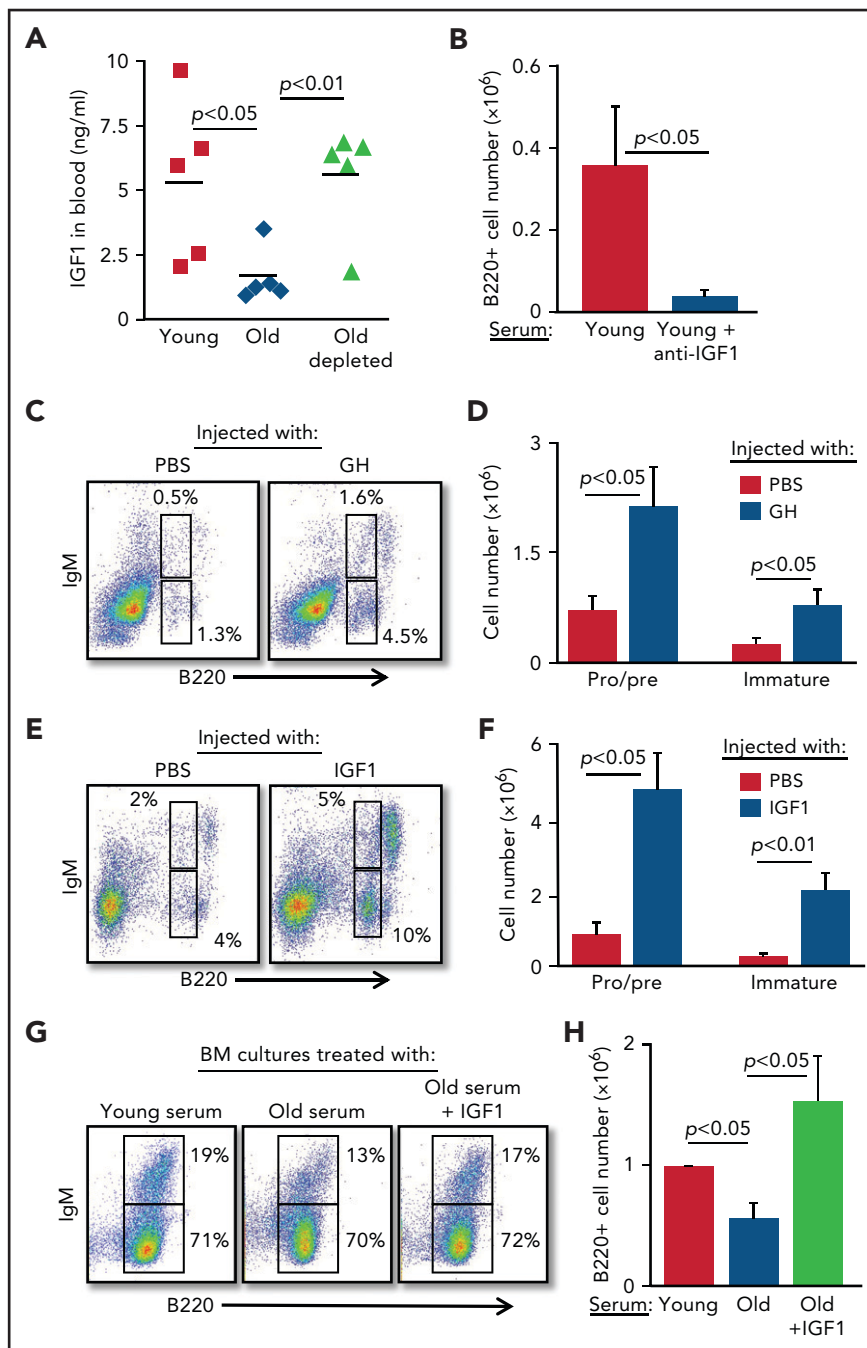 A
IGF1 in blood (ng/ml)
10
7.5
5
2.5
0
p<0.05
p<0.01
Young
Old
Old
depleted
B
B220+ cell number (×10⁶)
0.6
0.4
0.2
0
p<0.05
Serum:
Young
Young +
anti-IGF1
C
Injected with:
PBS
GH
0.5%
1.6%
1.3%
4.5%
IgM
B220
D
Cell number (×10⁶)
3
1.5
0
p<0.05
p<0.05
Injected with:
PBS
GH
Pro/pre
Immature
E
Injected with:
PBS
IGF1
2%
5%
4%
10%
IgM
B220
F
Cell number (×10⁶)
6
4
2
0
p<0.05
p<0.01
Injected with:
PBS
IGF1
Pro/pre
Immature
G
BM cultures treated with:
Young serum
Old serum
Old serum
+ IGF1
19%
13%
17%
71%
70%
72%
IgM
B220
H
B220+ cell number (×10⁶)
2
1
0
p<0.05
p<0.05
Serum:
Young
Old
Old
+IGF1